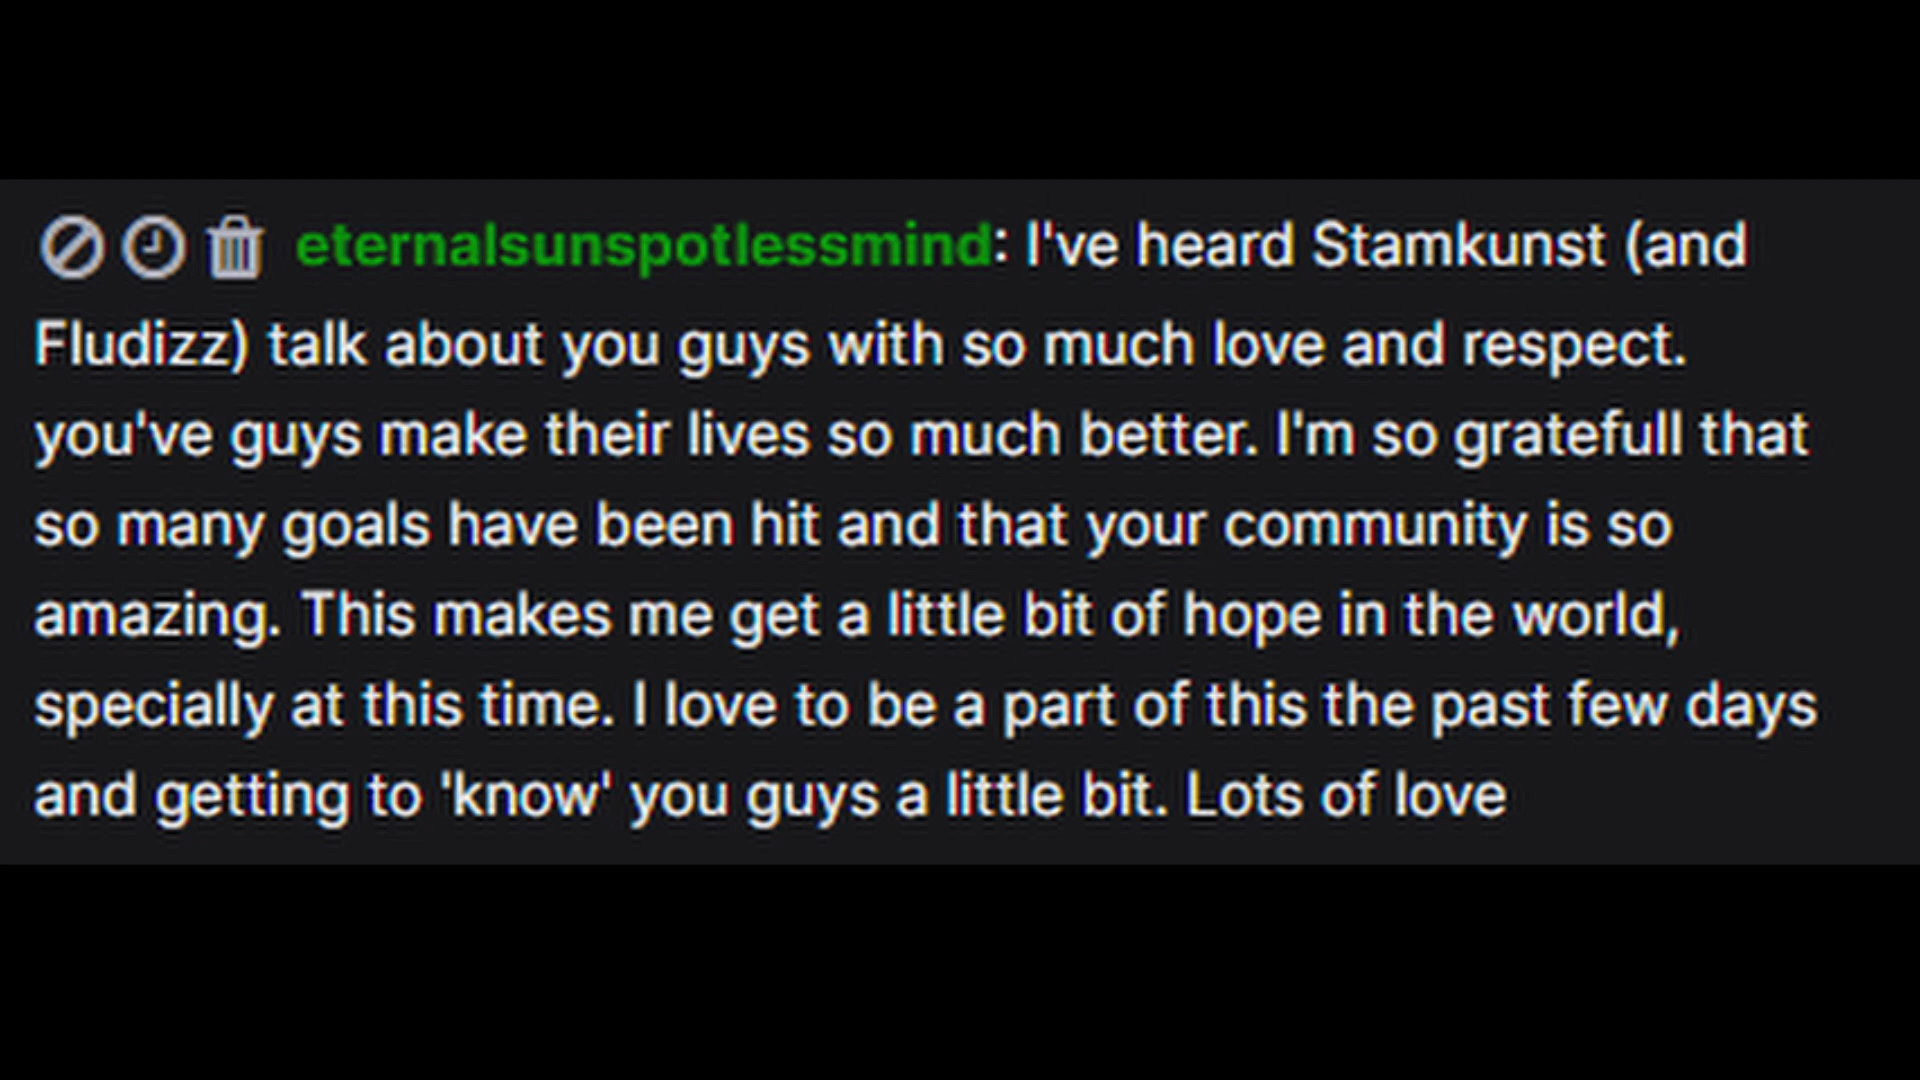 eternalsunspotlessmind: I've heard Stamkunst (and
Fludizz) talk about you guys with so much love and respect.
you've guys make their lives so much better. I'm so gratefull that
so many goals have been hit and that your community is so
amazing. This makes me get a little bit of hope in the world,
specially at this time. I love to be a part of this the past few days
and getting to 'know' you guys a little bit. Lots of love